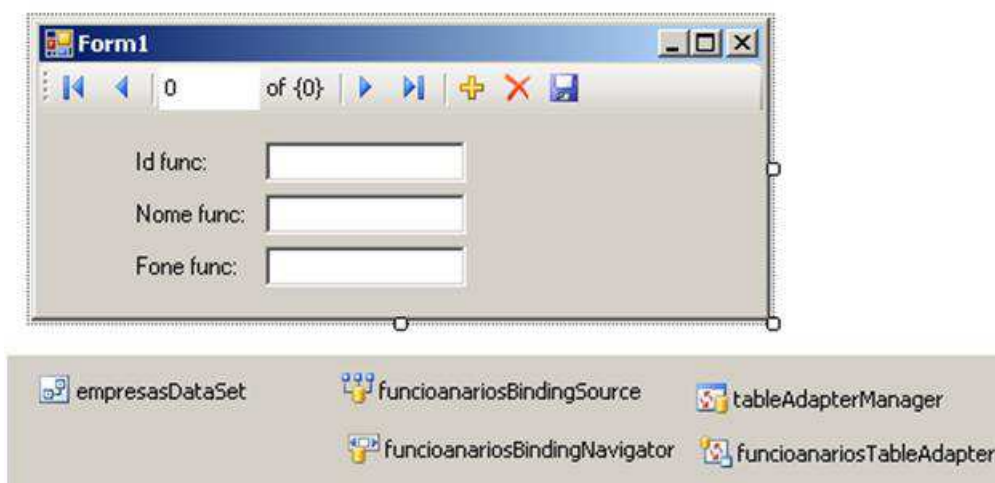 Form1
0 of {0}
Id func:
Nome func:
Fone func:
empresasDataSet
funcioanariosBindingSource
tableAdapterManager
funcioanariosBindingNavigator
funcioanariosTableAdapter